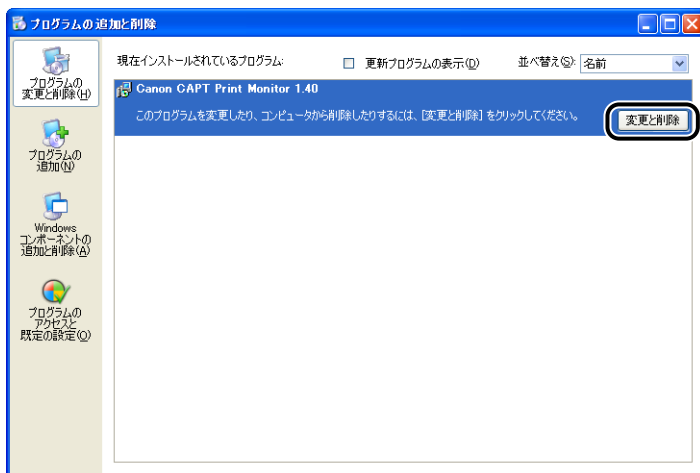 プログラムの追加と削除
プログラムの
変更と削除(H)
プログラムの
追加(N)
Windows
コンポーネントの
追加と削除(A)
プログラムの
アクセスと
既定の設定(O)
現在インストールされているプログラム:
更新プログラムの表示(D)
並べ替え(S):
名前
Canon CAPT Print Monitor 1.40
このプログラムを変更したり、コンピュータから削除したりするには、[変更と削除] をクリックしてください。
変更と削除